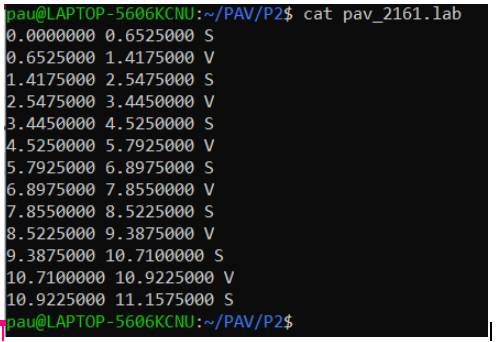 pau@LAPTOP-5606KCNU:~/PAV/P2$ cat pav_2161.lab
0.0000000 0.6525000 S
0.6525000 1.4175000 V
1.4175000 2.5475000 S
2.5475000 3.4450000 V
3.4450000 4.5250000 S
4.5250000 5.7925000 V
5.7925000 6.8975000 S
6.8975000 7.8550000 V
7.8550000 8.5225000 S
8.5225000 9.3875000 V
9.3875000 10.7100000 S
10.7100000 10.9225000 V
10.9225000 11.1575000 S
pau@LAPTOP-5606KCNU:~/PAV/P2$